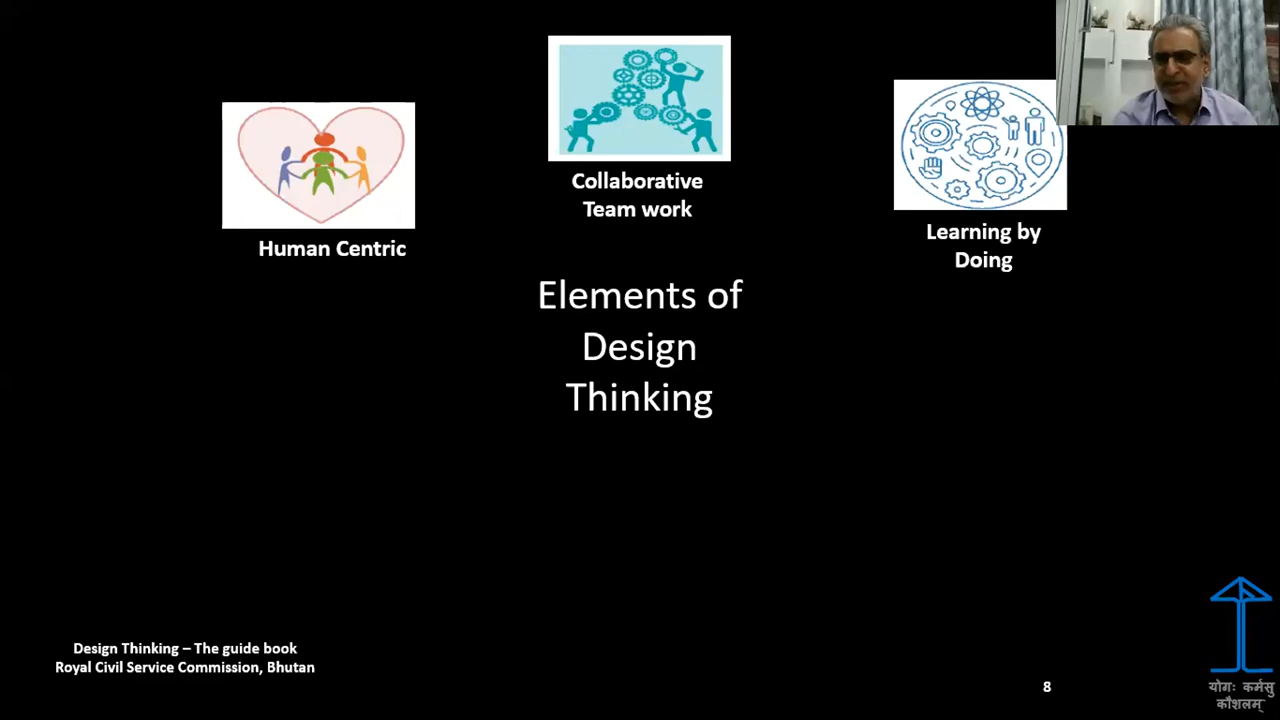 Collaborative
Team work
Human Centric
Learning by
Doing
Elements of
Design
Thinking
Design Thinking – The guide book
Royal Civil Service Commission, Bhutan
8
योगः कर्मसु
कौशलम्